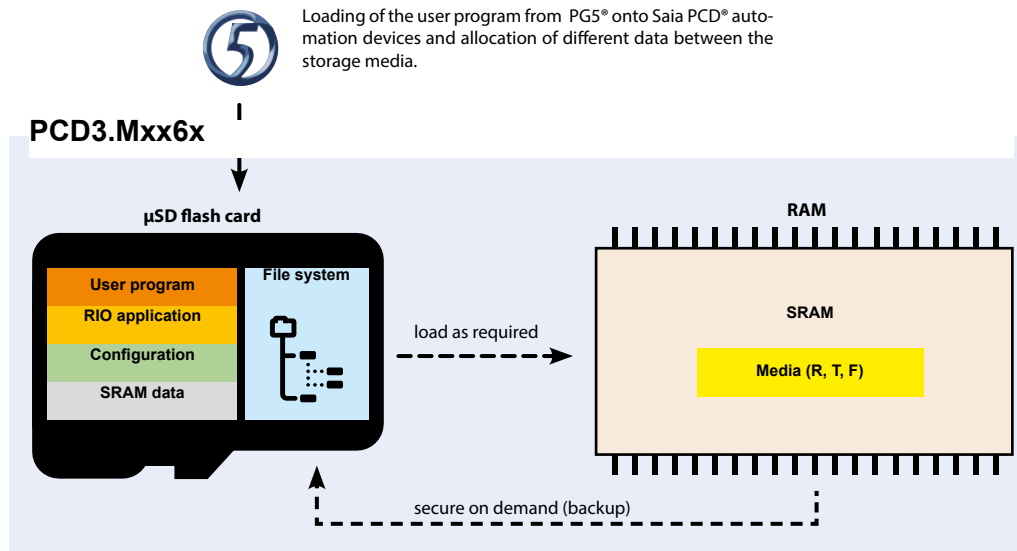 5
Loading of the user program from PG5® onto Saia PCD® auto-
mation devices and allocation of different data between the
storage media.
PCD3.Mxx6x
µSD flash card
RAM
User program
RIO application
Configuration
SRAM data
File system
load as required
SRAM
Media (R, T, F)
secure on demand (backup)